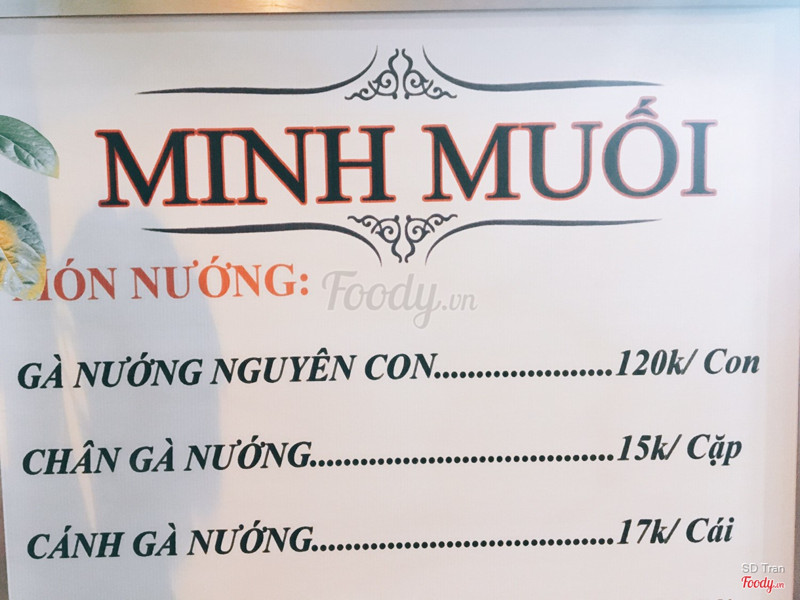 MINH MUỐI
MÓN NƯỚNG:
Foody.vn
GÀ NƯỚNG NGUYÊN CON.....................120k/ Con
CHÂN GÀ NƯỚNG....................................15k/ Cặp
CÁNH GÀ NƯỚNG....................................17k/ Cái
SD Tran
Foody.vn